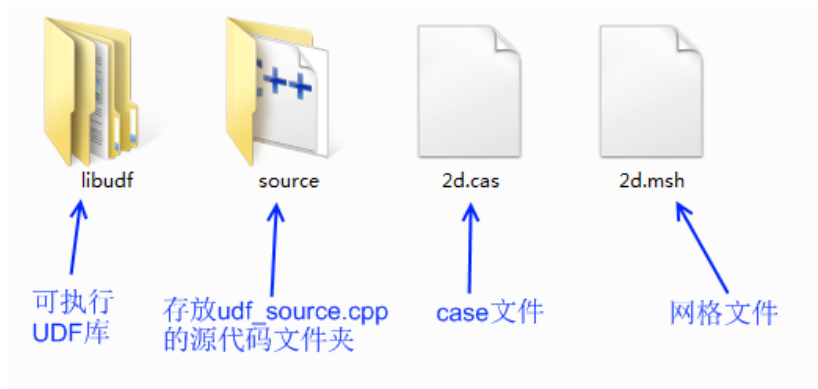 libudf
source
2d.cas
2d.msh
可执行
UDF库
存放udf_source.cpp
的源代码文件夹
case文件
网格文件